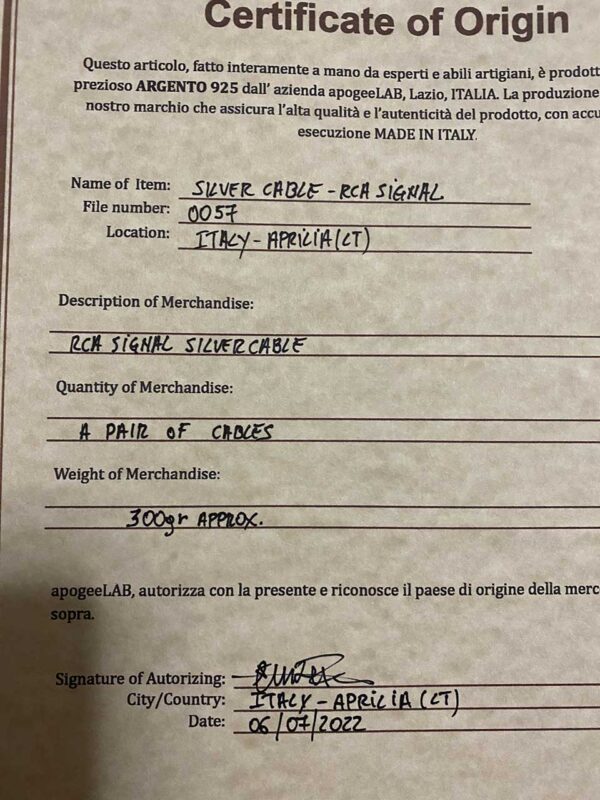 Certificate of Origin
Questo articolo, fatto interamente a mano da esperti e abili artigiani, è prodott
prezioso ARGENTO 925 dall' azienda apogeeLAB, Lazio, ITALIA. La produzione
nostro marchio che assicura l'alta qualità e l'autenticità del prodotto, con accu
esecuzione MADE IN ITALY.
Name of Item: SILVER CABLE - RCA SIGNAL
File number: 0057
Location: ITALY - APRILIA (LT)
Description of Merchandise:
RCA SIGNAL SILVER CABLE
Quantity of Merchandise:
A PAIR OF CABLES
Weight of Merchandise:
300gr APPROX.
apogeeLAB, autorizza con la presente e riconosce il paese di origine della merc
sopra.
Signature of Autorizing:
City/Country: ITALY - APRILIA (LT)
Date: 06/07/2022